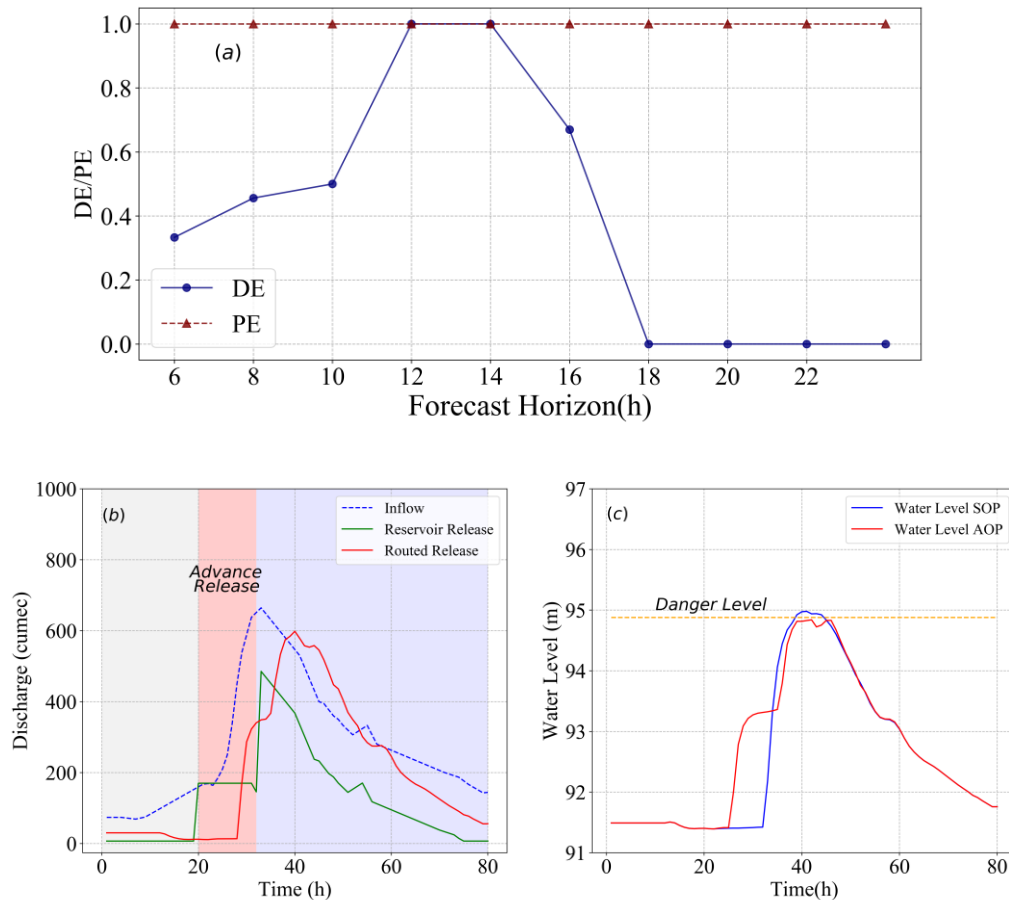 (a)
DE/PE
1.0
0.8
0.6
0.4
0.2
0.0
DE
PE
6 8 10 12 14 16 18 20 22
Forecast Horizon(h)
(b)
Discharge (cumec)
1000
800
600
400
200
0
Inflow
Reservoir Release
Routed Release
Advance
Release
0 20 40 60 80
Time (h)
(c)
Water Level (m)
97
96
95
94
93
92
91
Water Level SOP
Water Level AOP
Danger Level
0 20 40 60 80
Time(h)